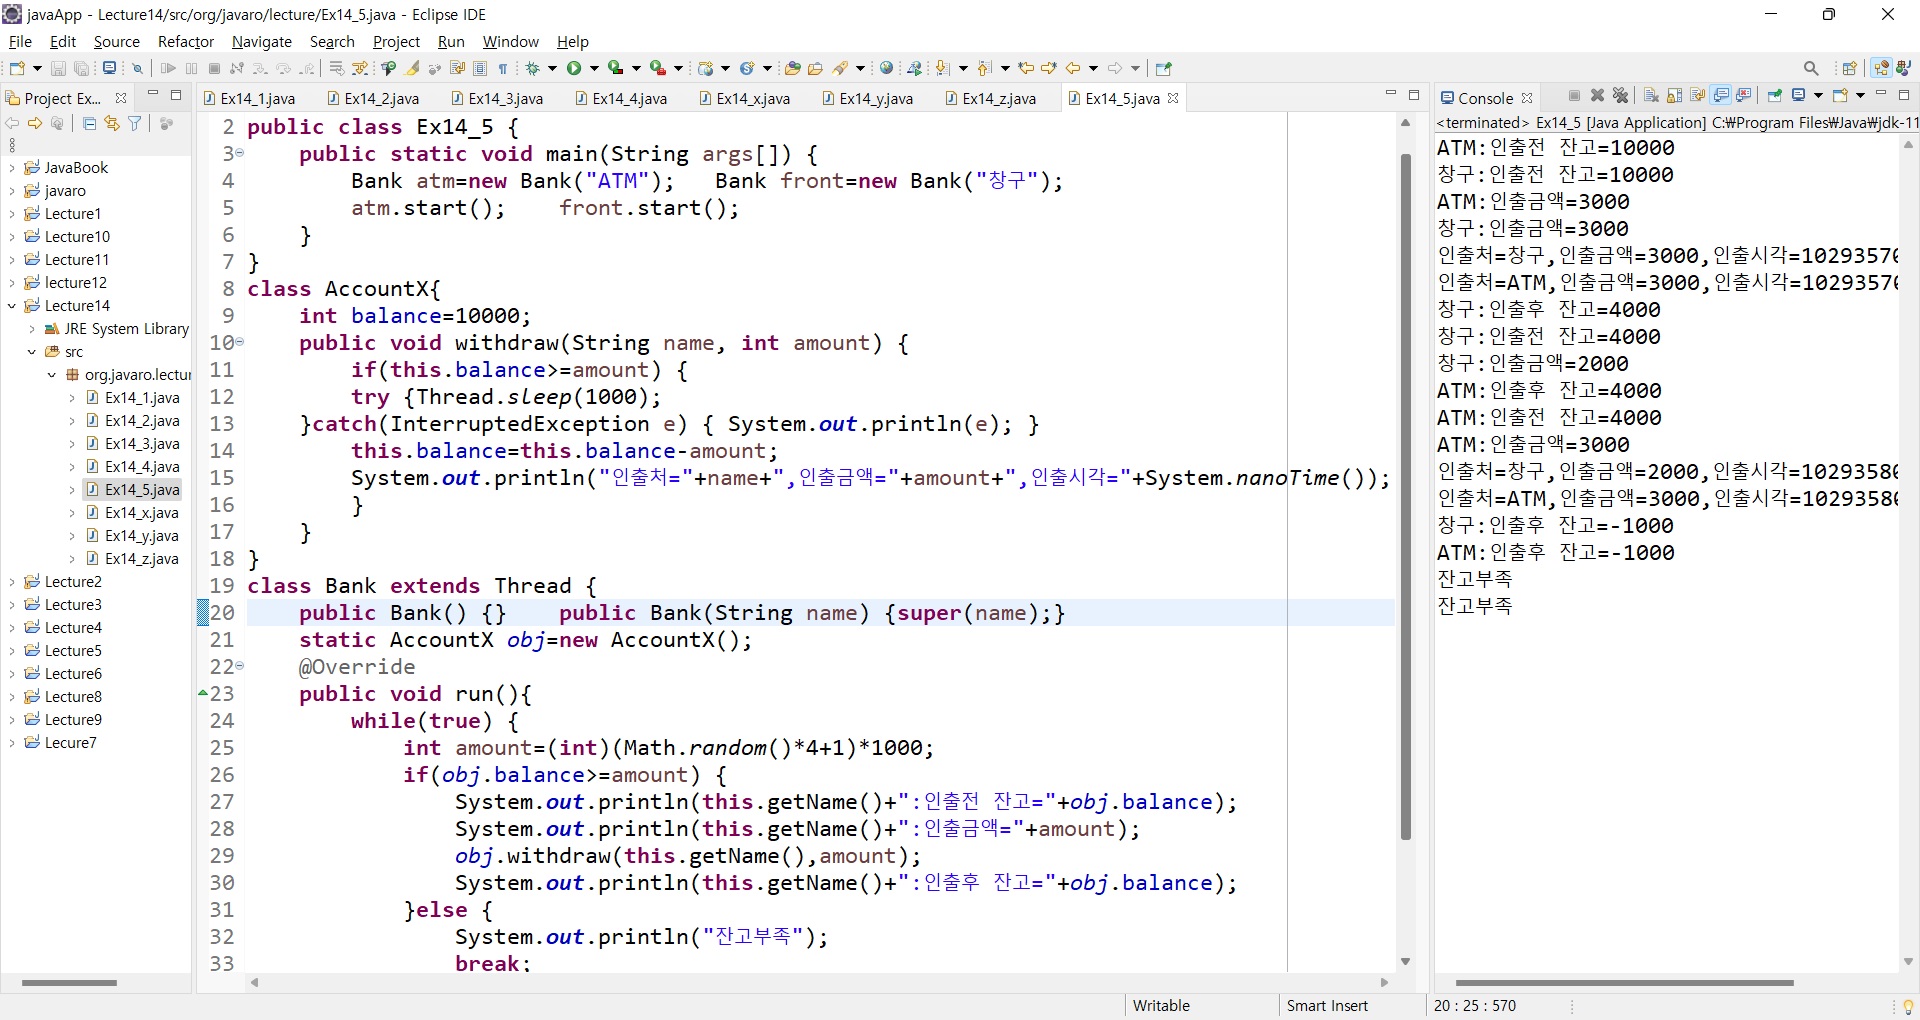 javaApp - Lecture14/src/org/javaro/lecture/Ex14_5.java - Eclipse IDE
File Edit Source Refactor Navigate Search Project Run Window Help
Project Ex...
JavaBook
javaro
Lecture1
Lecture10
Lecture11
lecture12
Lecture14
JRE System Library
src
org.javaro.lectur
Ex14_1.java
Ex14_2.java
Ex14_3.java
Ex14_4.java
Ex14_5.java
Ex14_x.java
Ex14_y.java
Ex14_z.java
Lecture2
Lecture3
Lecture4
Lecture5
Lecture6
Lecture8
Lecture9
Lecure7
Ex14_1.java Ex14_2.java Ex14_3.java Ex14_4.java Ex14_x.java Ex14_y.java Ex14_z.java Ex14_5.java
2 public class Ex14_5 {
3 public static void main(String args[]) {
4 Bank atm=new Bank("ATM"); Bank front=new Bank("창구");
5 atm.start(); front.start();
6 }
7 }
8 class AccountX{
9 int balance=10000;
10 public void withdraw(String name, int amount) {
11 if(this.balance>=amount) {
12 try {Thread.sleep(1000);
13 }catch(InterruptedException e) { System.out.println(e); }
14 this.balance=this.balance-amount;
15 System.out.println("인출처="+name+",인출금액="+amount+",인출시각="+System.nanoTime());
16 }
17 }
18 }
19 class Bank extends Thread {
20 public Bank() {} public Bank(String name) {super(name);}
21 static AccountX obj=new AccountX();
22 @Override
23 public void run(){
24 while(true) {
25 int amount=(int)(Math.random()*4+1)*1000;
26 if(obj.balance>=amount) {
27 System.out.println(this.getName()+":인출전 잔고="+obj.balance);
28 System.out.println(this.getName()+":인출금액="+amount);
29 obj.withdraw(this.getName(),amount);
30 System.out.println(this.getName()+":인출후 잔고="+obj.balance);
31 }else {
32 System.out.println("잔고부족");
33 break;
Console
<terminated> Ex14_5 [Java Application] C:₩Program Files₩Java₩jdk-11
ATM:인출전 잔고=10000
창구:인출전 잔고=10000
ATM:인출금액=3000
창구:인출금액=3000
인출처=창구,인출금액=3000,인출시각=1029357
인출처=ATM,인출금액=3000,인출시각=1029357
창구:인출후 잔고=4000
창구:인출전 잔고=4000
창구:인출금액=2000
ATM:인출후 잔고=4000
ATM:인출전 잔고=4000
ATM:인출금액=3000
인출처=창구,인출금액=2000,인출시각=1029358
인출처=ATM,인출금액=3000,인출시각=1029358
창구:인출후 잔고=-1000
ATM:인출후 잔고=-1000
잔고부족
잔고부족
Writable Smart Insert 20 : 25 : 570